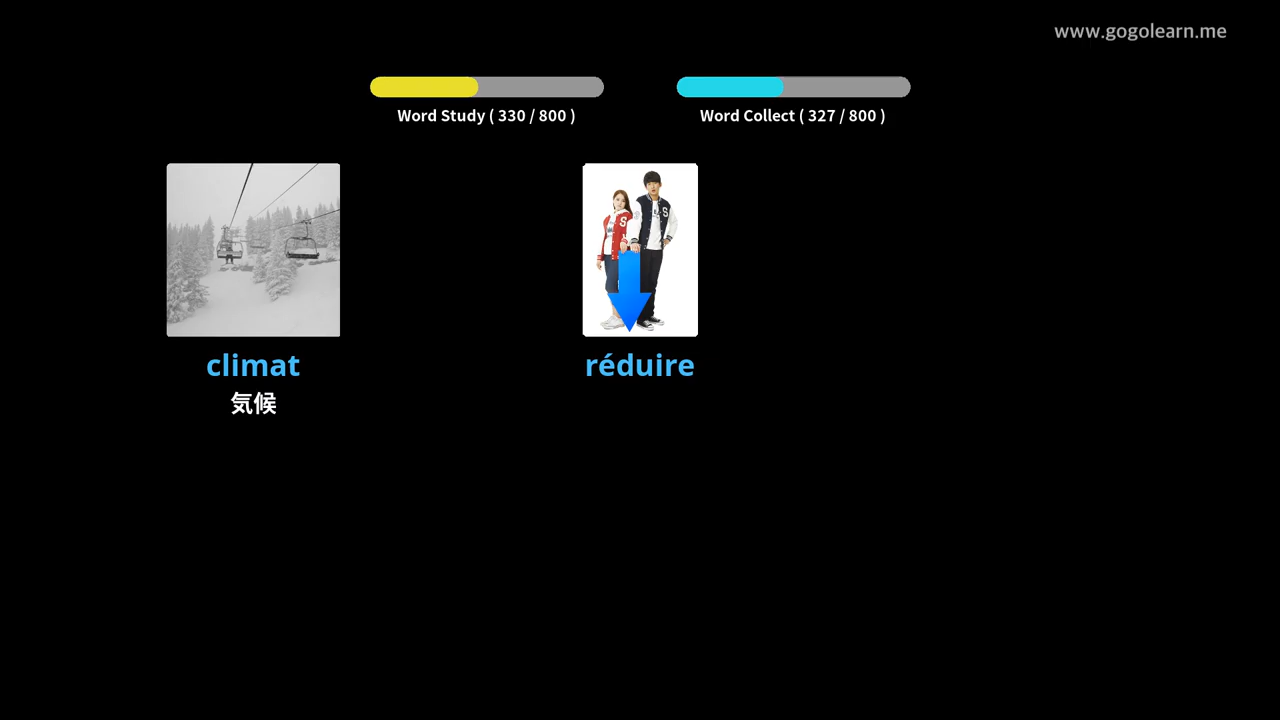 www.gogolearn.me
Word Study ( 330 / 800 )
Word Collect ( 327 / 800 )
climat
気候
réduire
S
S